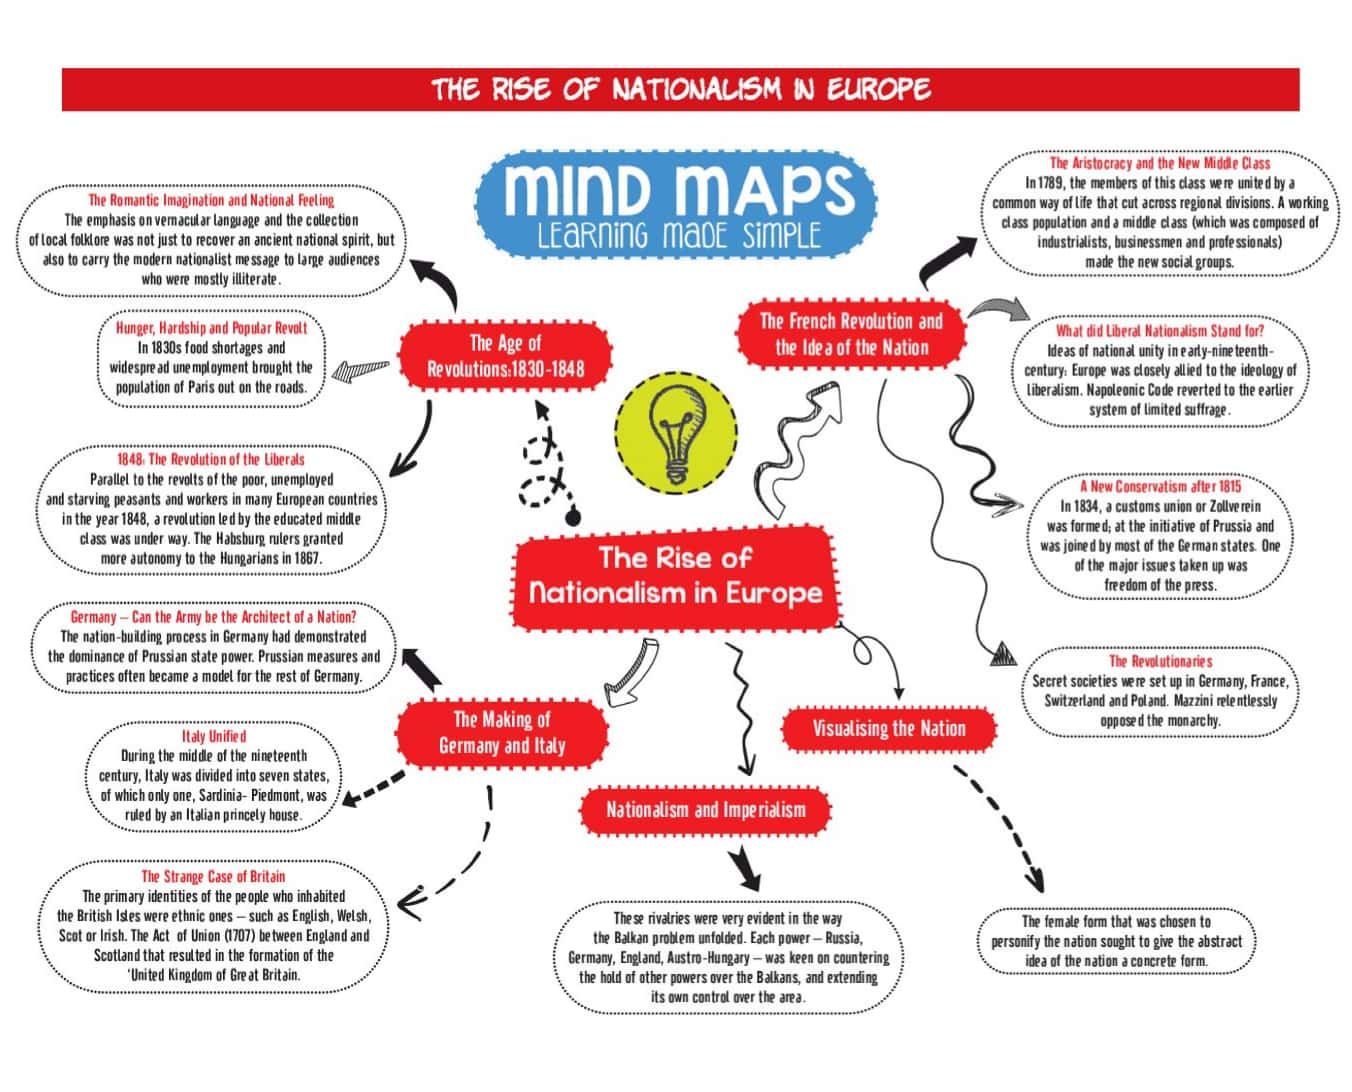 THE RISE OF NATIONALISM IN EUROPE
MIND MAPS
LEARNING MADE SIMPLE
The Romantic Imagination and National Feeling
The emphasis on vernacular language and the collection
of local folklore was not just to recover an ancient national spirit, but
also to carry the modern nationalist message to large audiences
who were mostly illiterate.
Hunger, Hardship and Popular Revolt
In 1830s food shortages and
widespread unemployment brought the
population of Paris out on the roads.
1848: The Revolution of the Liberals
Parallel to the revolts of the poor, unemployed
and starving peasants and workers in many European countries
in the year 1848, a revolution led by the educated middle
class was under way. The Habsburg rulers granted
more autonomy to the Hungarians in 1867.
The Age of
Revolutions:1830-1848
The French Revolution and
the Idea of the Nation
The Aristocracy and the New Middle Class
In 1789, the members of this class were united by a
common way of life that cut across regional divisions. A working
class population and a middle class (which was composed of
industrialists, businessmen and professionals)
made the new social groups.
What did Liberal Nationalism Stand for?
Ideas of national unity in early-nineteenth-
century: Europe was closely allied to the ideology of
liberalism. Napoleonic Code reverted to the earlier
system of limited suffrage.
A New Conservatism after 1815
In 1834, a customs union or Zollverein
was formed; at the initiative of Prussia and
was joined by most of the German states. One
of the major issues taken up was
freedom of the press.
The Revolutionaries
Secret societies were set up in Germany, France,
Switzerland and Poland. Mazzini relentlessly
opposed the monarchy.
The Rise of
Nationalism in Europe
Germany – Can the Army be the Architect of a Nation?
The nation-building process in Germany had demonstrated
the dominance of Prussian state power. Prussian measures and
practices often became a model for the rest of Germany.
The Making of
Germany and Italy
Italy Unified
During the middle of the nineteenth
century, Italy was divided into seven states,
of which only one, Sardinia- Piedmont, was
ruled by an Italian princely house.
The Strange Case of Britain
The primary identities of the people who inhabited
the British Isles were ethnic ones – such as English, Welsh,
Scot or Irish. The Act of Union (1707) between England and
Scotland that resulted in the formation of the
'United Kingdom of Great Britain.
Nationalism and Imperialism
These rivalries were very evident in the way
the Balkan problem unfolded. Each power – Russia,
Germany, England, Austro-Hungary – was keen on countering
the hold of other powers over the Balkans, and extending
its own control over the area.
Visualising the Nation
The female form that was chosen to
personify the nation sought to give the abstract
idea of the nation a concrete form.